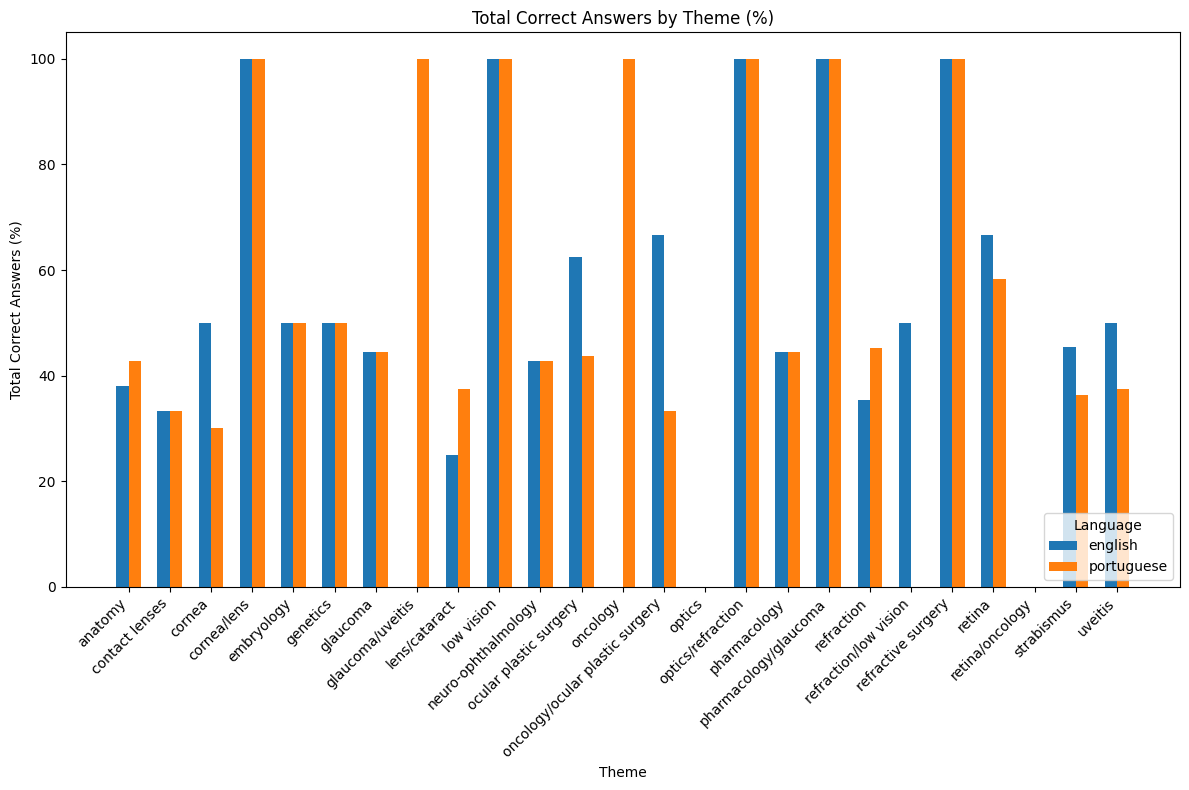 Total Correct Answers by Theme (%)
Total Correct Answers (%)
100
80
60
40
20
0
anatomy
contact lenses
cornea
cornea/lens
embryology
genetics
glaucoma
glaucoma/uveitis
lens/cataract
low vision
neuro-ophthalmology
ocular plastic surgery
oncology
oncology/ocular plastic surgery
optics
optics/refraction
pharmacology
pharmacology/glaucoma
refraction
refraction/low vision
refractive surgery
retina
retina/oncology
strabismus
uveitis
Theme
Language
english
portuguese